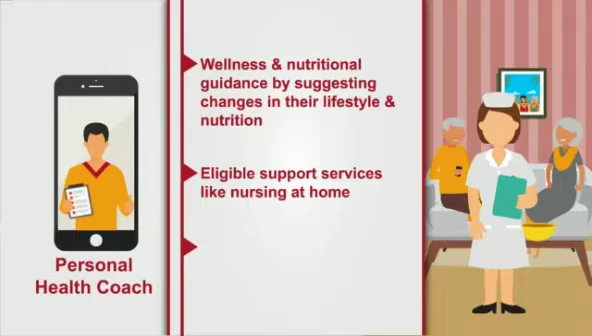 Wellness & nutritional
guidance by suggesting
changes in their lifestyle &
nutrition
Eligible support services
like nursing at home
Personal
Health Coach